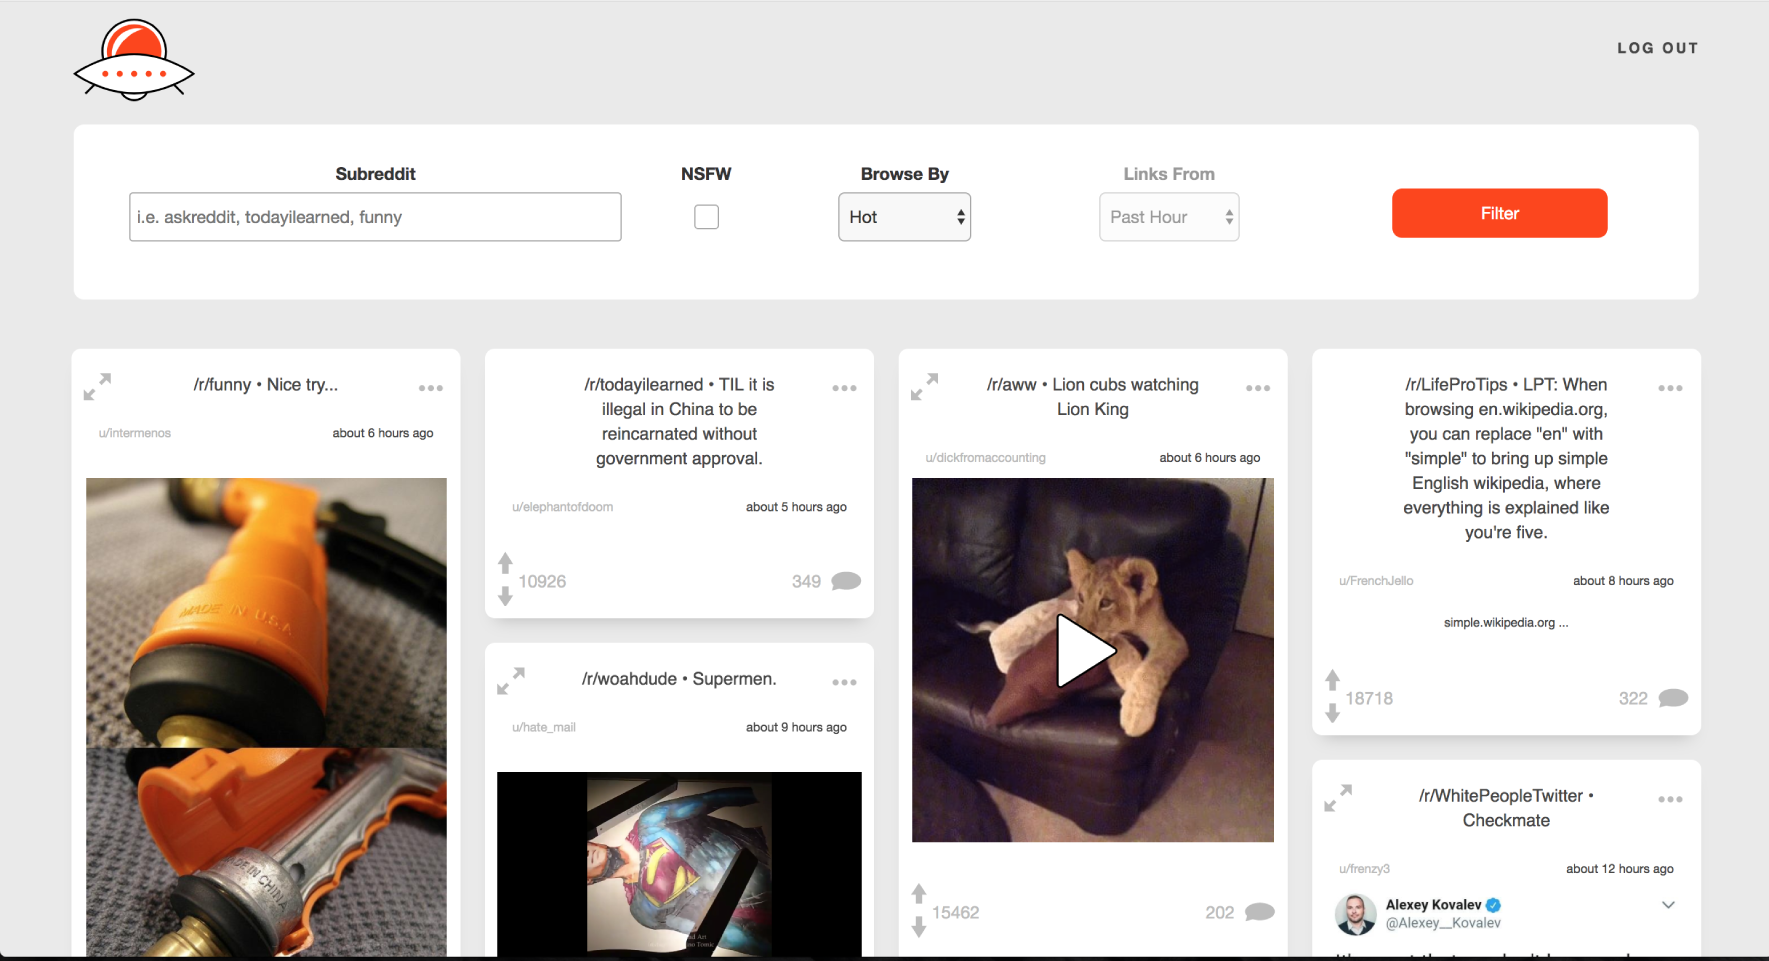 LOG OUT
Subreddit
NSFW
Browse By
Links From
i.e. askreddit, todayilearned, funny
Hot
Past Hour
Filter
/r/funny • Nice try...
u/intermenos
about 6 hours ago
MADE IN U.S.A
MADE IN CHINA
/r/todayilearned • TIL it is
illegal in China to be
reincarnated without
government approval.
u/elephantofdoom
about 5 hours ago
10926
349
/r/woahdude • Supermen.
u/hate_mail
about 9 hours ago
/r/aww • Lion cubs watching
Lion King
u/dickfromaccounting
about 6 hours ago
15462
202
/r/LifeProTips • LPT: When
browsing en.wikipedia.org,
you can replace "en" with
"simple" to bring up simple
English wikipedia, where
everything is explained like
you're five.
u/FrenchJello
about 8 hours ago
simple.wikipedia.org ...
18718
322
/r/WhitePeopleTwitter •
Checkmate
u/frenzy3
about 12 hours ago
Alexey Kovalev
@Alexey__Kovalev